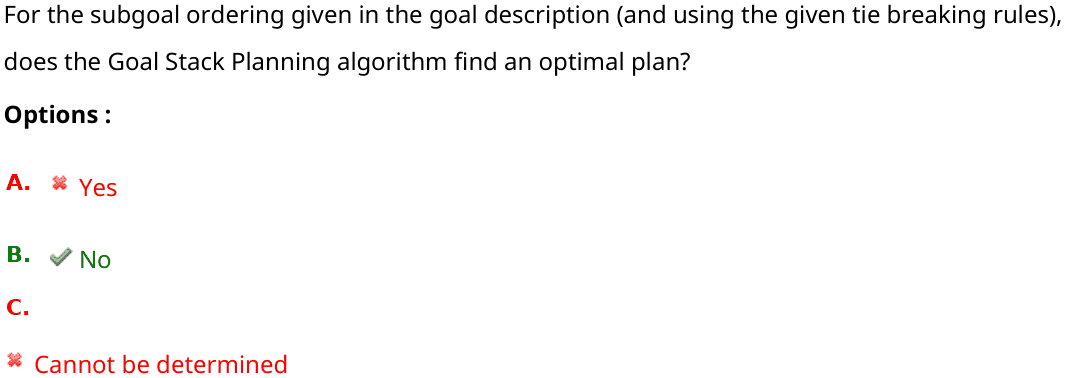 For the subgoal ordering given in the goal description (and using the given tie breaking rules),
does the Goal Stack Planning algorithm find an optimal plan?
Options :
A. Yes
B. No
C.
Cannot be determined